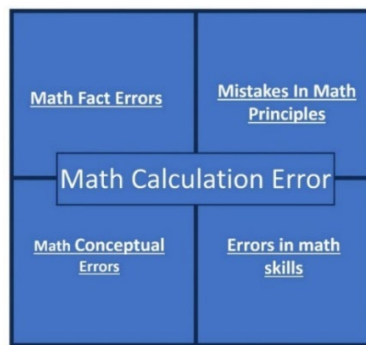 Math Fact Errors
Mistakes In Math
Principles
Math Calculation Error
Math Conceptual
Errors
Errors in math
skills